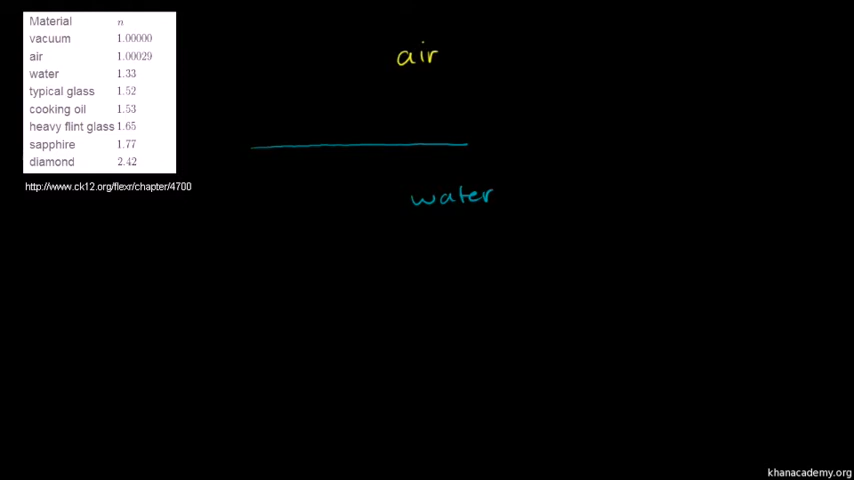 Material n
vacuum 1.00000
air 1.00029
water 1.33
typical glass 1.52
cooking oil 1.53
heavy flint glass 1.65
sapphire 1.77
diamond 2.42
http://www.ck12.org/flexr/chapter/4700
air
water
khanacademy.org